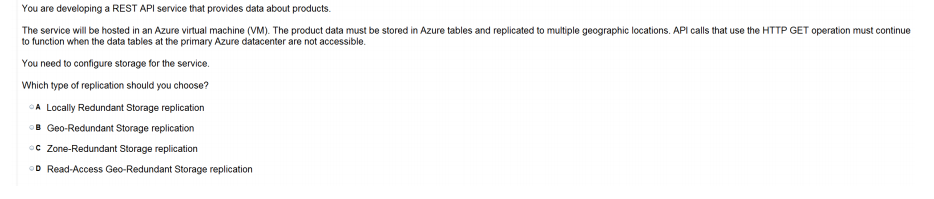 You are developing a REST API service that provides data about products.
The service will be hosted in an Azure virtual machine (VM). The product data must be stored in Azure tables and replicated to multiple geographic locations. API calls that use the HTTP GET operation must continue
to function when the data tables at the primary Azure datacenter are not accessible.
You need to configure storage for the service.
Which type of replication should you choose?
A Locally Redundant Storage replication
B Geo-Redundant Storage replication
C Zone-Redundant Storage replication
D Read-Access Geo-Redundant Storage replication